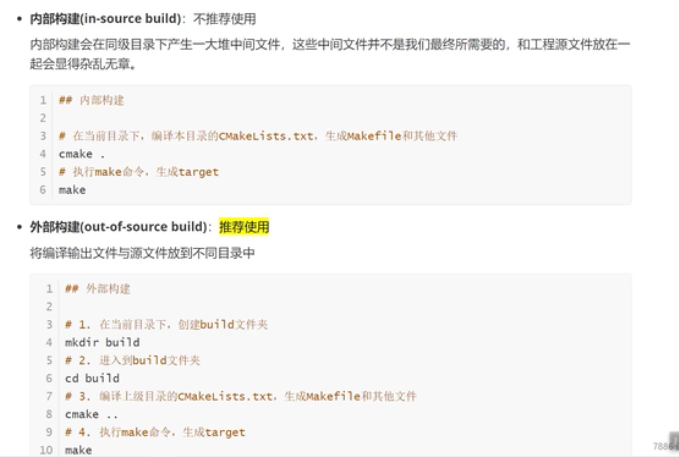 • 内部构建(in-source build)：不推荐使用
内部构建会在同级目录下产生一大堆中间文件，这些中间文件并不是我们最终所需要的，和工程源文件放在一
起会显得杂乱无章。
1 ## 内部构建
2
3 # 在当前目录下，编译本目录的CMakeLists.txt，生成Makefile和其他文件
4 cmake .
5 # 执行make命令，生成target
6 make
• 外部构建(out-of-source build)：推荐使用
将编译输出文件与源文件放到不同目录中
1 ## 外部构建
2
3 # 1. 在当前目录下，创建build文件夹
4 mkdir build
5 # 2. 进入到build文件夹
6 cd build
7 # 3. 编译上级目录的CMakeLists.txt，生成Makefile和其他文件
8 cmake ..
9 # 4. 执行make命令，生成target
10 make